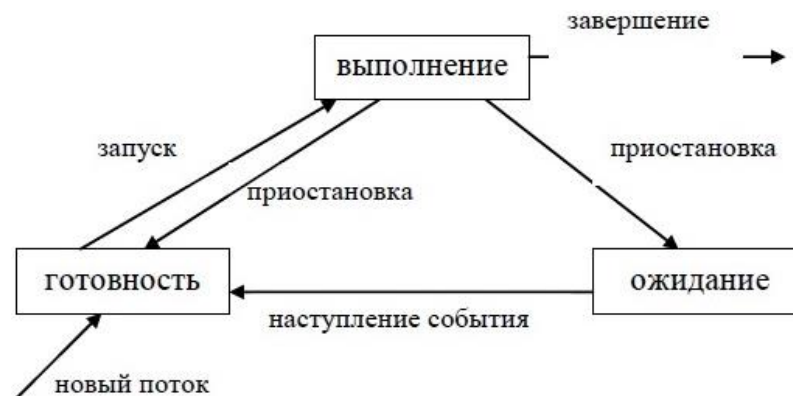 завершение
выполнение
запуск
приостановка
приостановка
готовность
ожидание
наступление события
новый поток